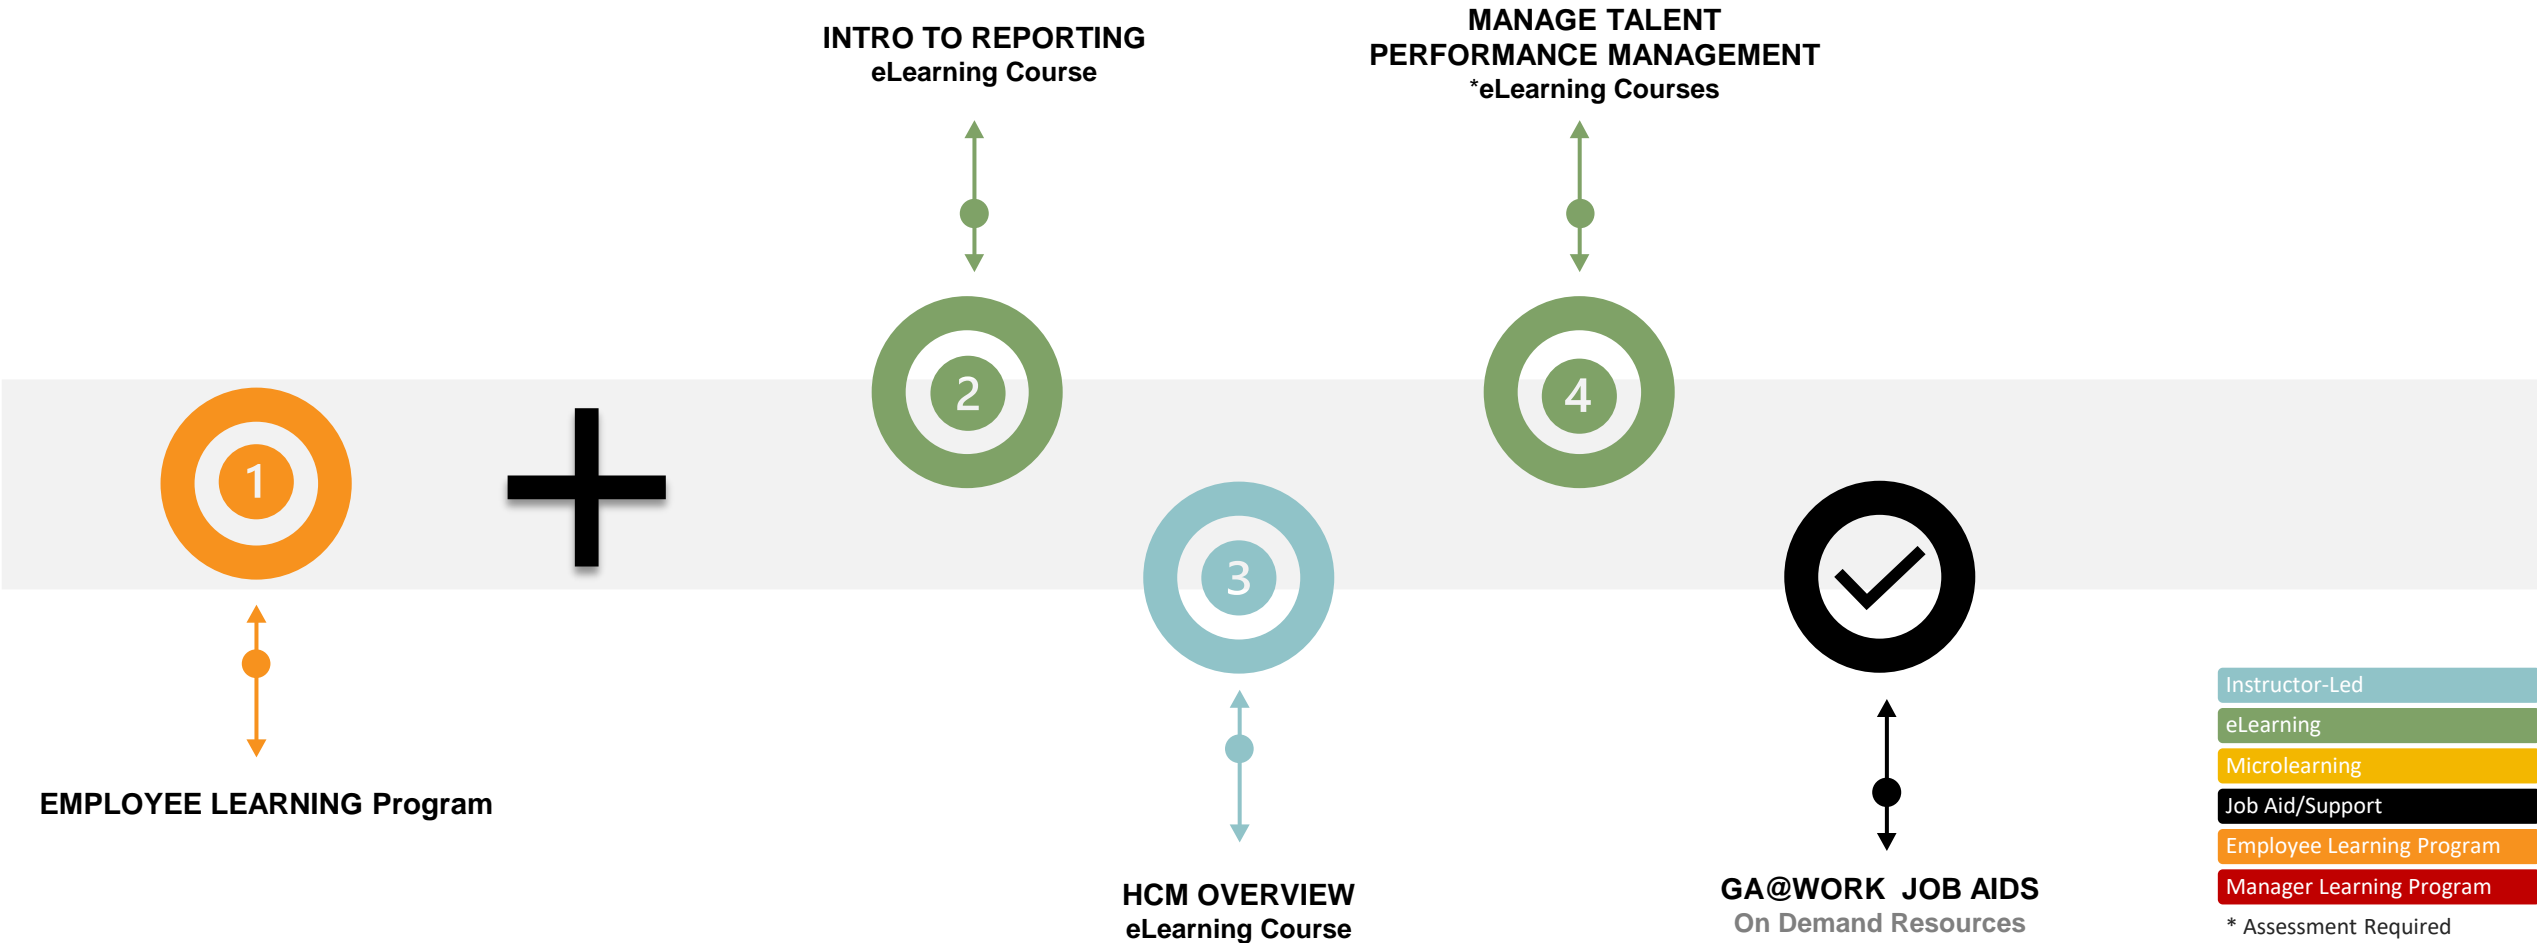 INTRO TO REPORTING
eLearning Course
MANAGE TALENT
PERFORMANCE MANAGEMENT
*eLearning Courses
1
2
3
4
EMPLOYEE LEARNING Program
HCM OVERVIEW
eLearning Course
GA@WORK JOB AIDS
On Demand Resources
Instructor-Led
eLearning
Microlearning
Job Aid/Support
Employee Learning Program
Manager Learning Program
* Assessment Required